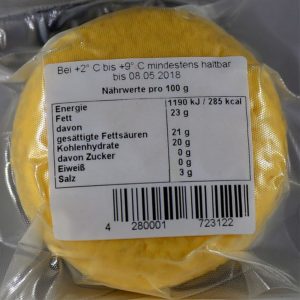 Bei +2° C bis +9° C mindestens haltbar
bis 08.05.2018
Nährwerte pro 100 g
Energie 1190 kJ / 285 kcal
Fett 23 g
davon
gesättigte Fettsäuren 21 g
Kohlenhydrate 20 g
davon Zucker 0 g
Eiweiß 0 g
Salz 3 g
4 280001 723122